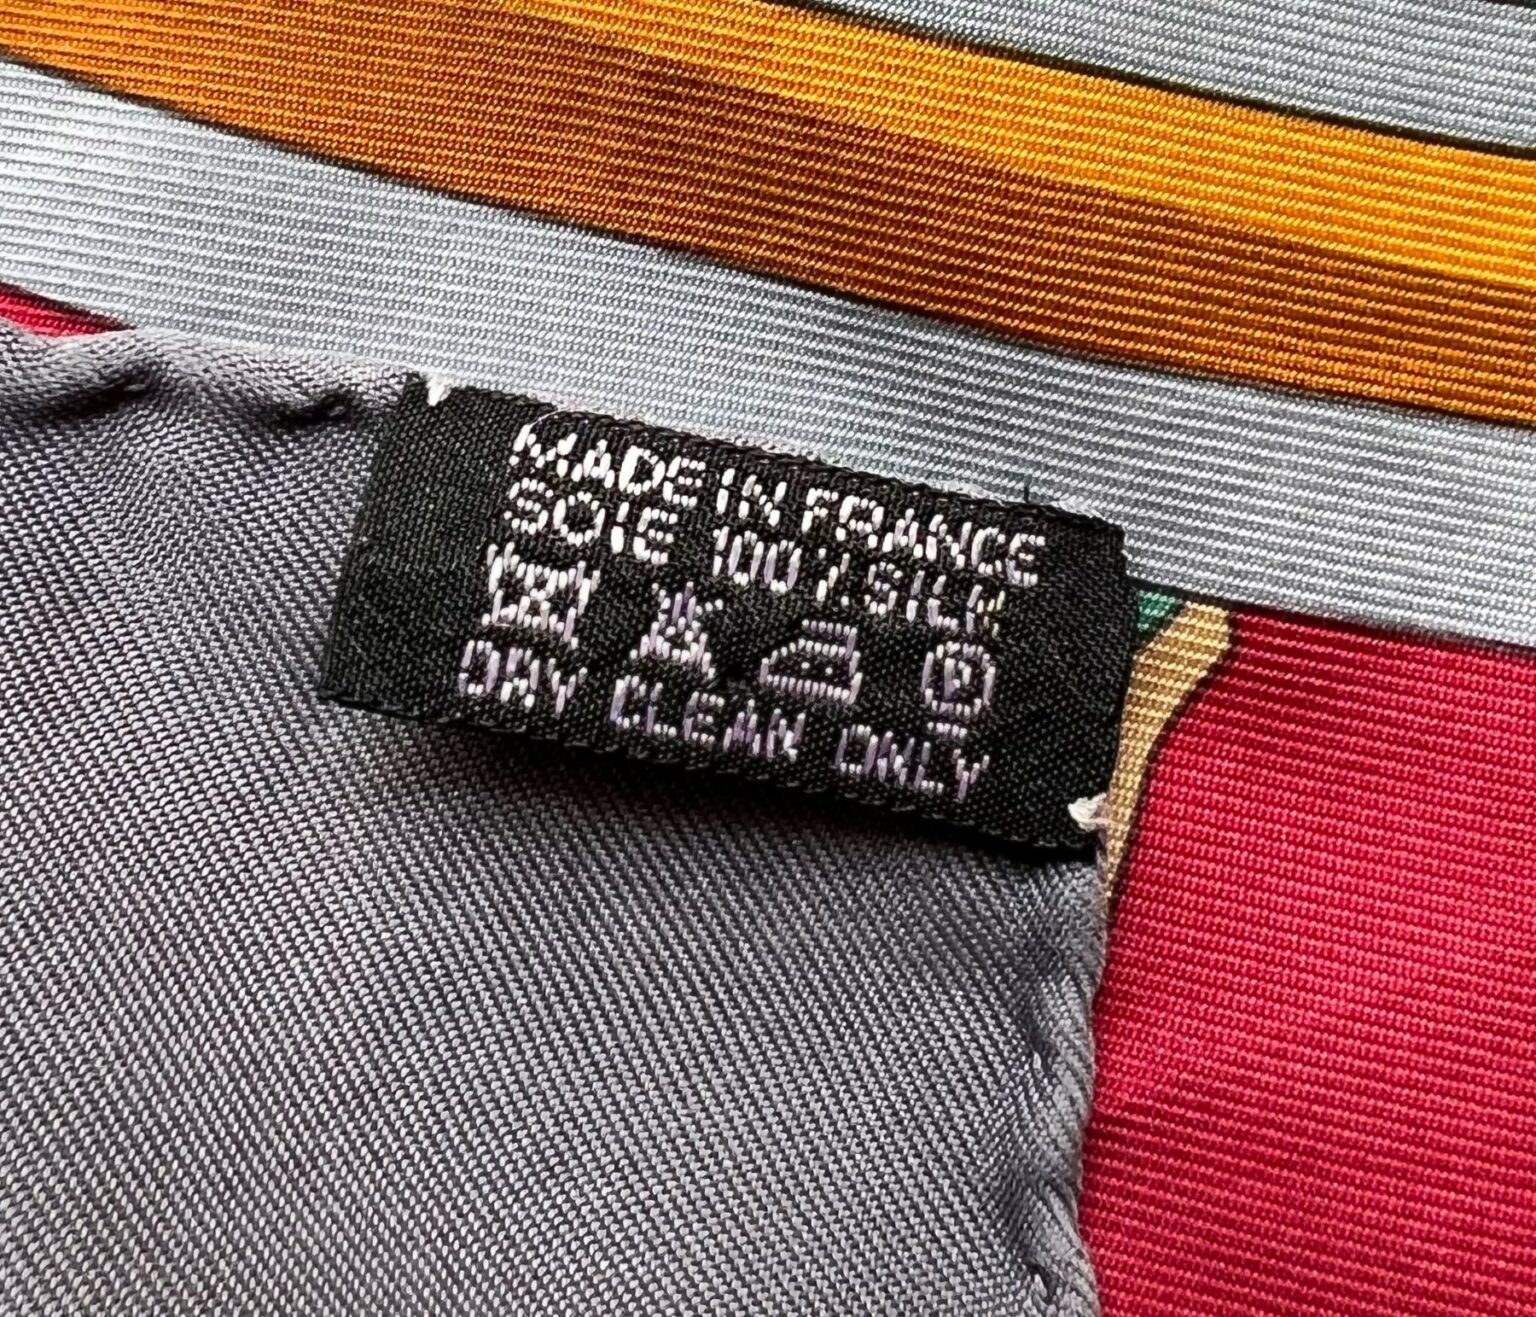 MADE IN FRANCE
SOIE 100% SILK
P
DRY CLEAN ONLY